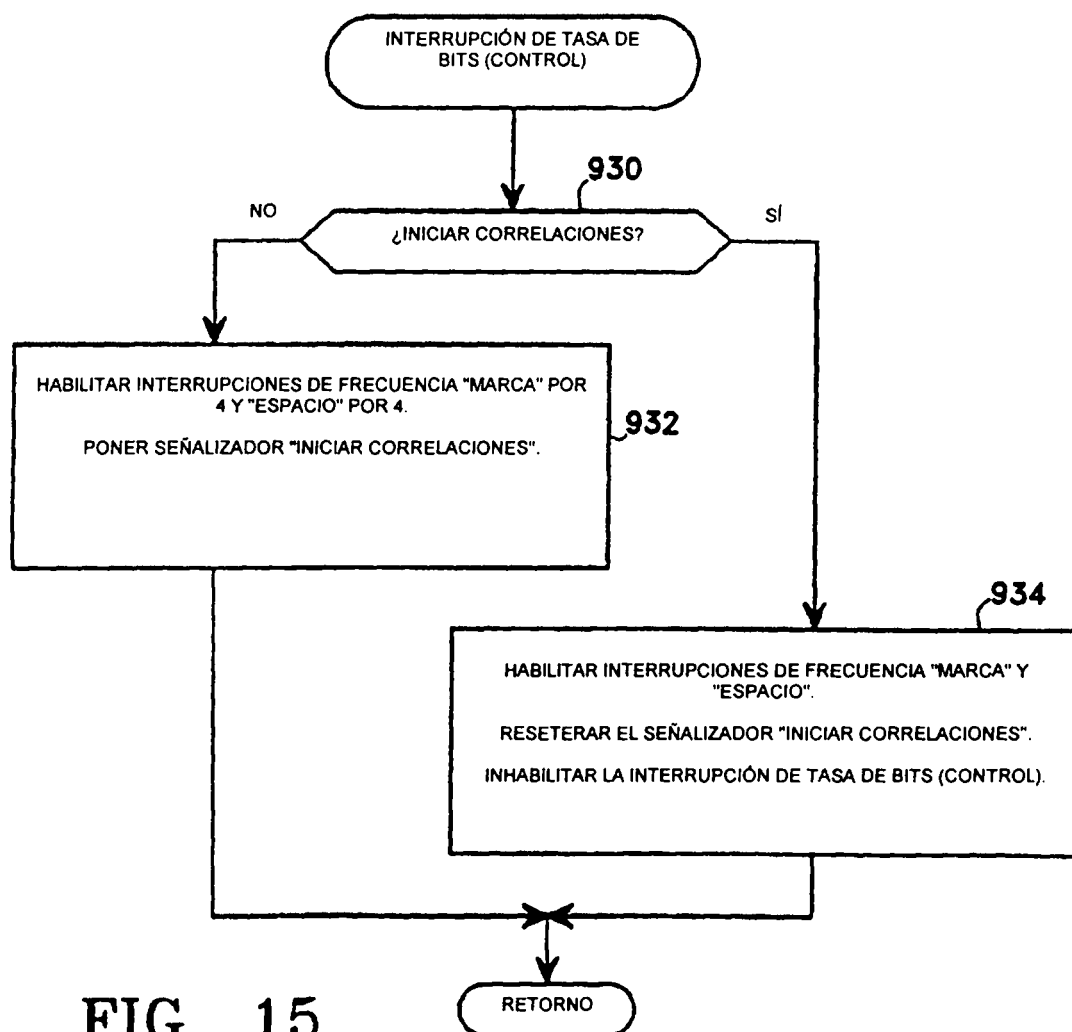 INTERRUPCIÓN DE TASA DE
BITS (CONTROL)
930
NO
¿INICIAR CORRELACIONES?
SÍ
HABILITAR INTERRUPCIONES DE FRECUENCIA "MARCA" POR
4 Y "ESPACIO" POR 4.
PONER SEÑALIZADOR "INICIAR CORRELACIONES".
932
934
HABILITAR INTERRUPCIONES DE FRECUENCIA "MARCA" Y
"ESPACIO".
RESETERAR EL SEÑALIZADOR "INICIAR CORRELACIONES".
INHABILITAR LA INTERRUPCIÓN DE TASA DE BITS (CONTROL).
RETORNO
FIG. 15